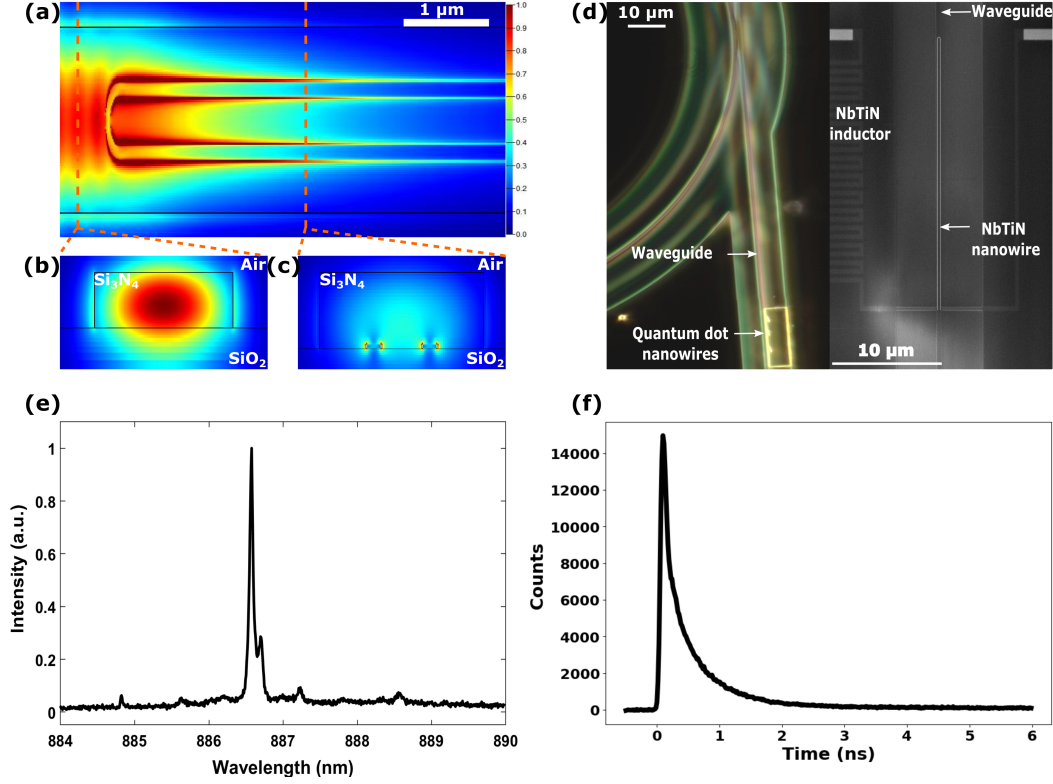 (a)
1 µm
1.0
0.9
0.8
0.7
0.6
0.5
0.4
0.3
0.2
0.1
0.0
(b)
Si3N4
Air
SiO2
(c)
Si3N4
Air
SiO2
(d)
10 µm
Waveguide
Quantum dot
nanowires
Waveguide
NbTiN
inductor
NbTiN
nanowire
10 µm
(e)
Intensity (a.u.)
1
0.8
0.6
0.4
0.2
0
884
885
886
887
888
889
890
Wavelength (nm)
(f)
Counts
14000
12000
10000
8000
6000
4000
2000
0
0
1
2
3
4
5
6
Time (ns)